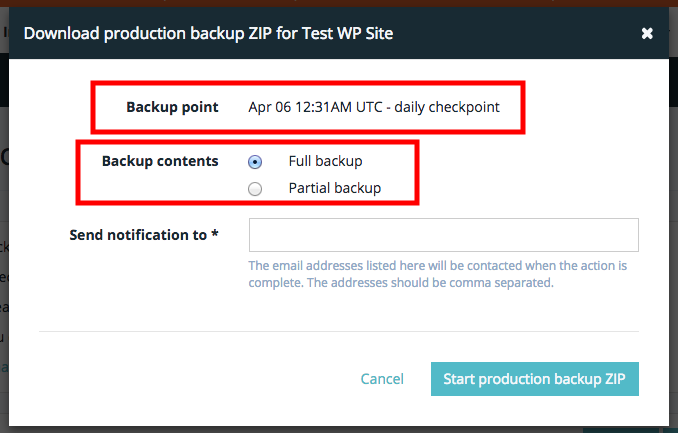 Download production backup ZIP for Test WP Site
Backup point Apr 06 12:31AM UTC - daily checkpoint
Backup contents Full backup
Partial backup
Send notification to *
The email addresses listed here will be contacted when the action is
complete. The addresses should be comma separated.
Cancel Start production backup ZIP